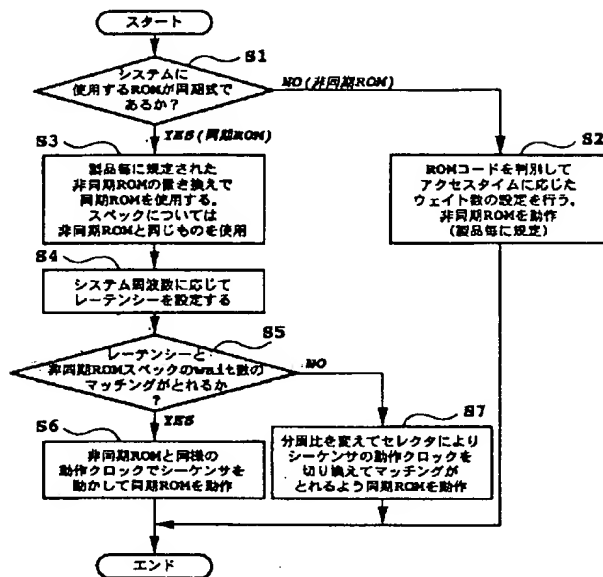 スタート
S1
システムに
使用するROMが同期式で
あるか?
NO(非同期ROM)
YES(同期ROM)
S3
製品毎に規定された
非同期ROMの置き換えで
同期ROMを使用する。
スペックについては
非同期ROMと同じものを使用
S2
ROMコードを判別して
アクセスタイムに応じた
ウェイト数の設定を行う。
非同期ROMを動作
(製品毎に規定)
S4
システム周波数に応じて
レーテンシーを設定する
S5
レーテンシーと
非同期ROMスペックのwait数の
マッチングがとれるか
?
NO
YES
S6
非同期ROMと同様の
動作クロックでシーケンサを
動かして同期ROMを動作
S7
分周比を変えてセレクタにより
シーケンサの動作クロックを
切り換えてマッチングが
とれるよう同期ROMを動作
エンド